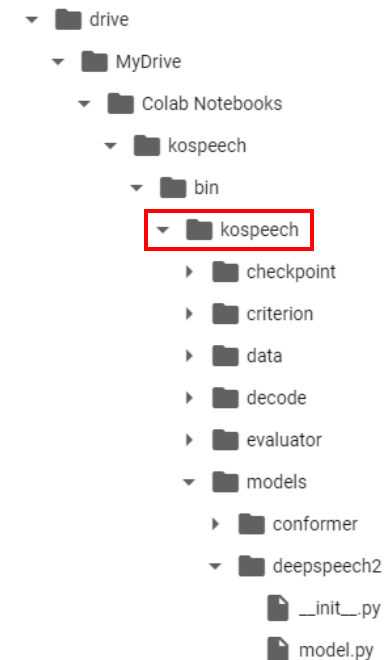 drive
MyDrive
Colab Notebooks
kospeech
bin
kospeech
checkpoint
criterion
data
decode
evaluator
models
conformer
deepspeech2
__init__.py
model.py